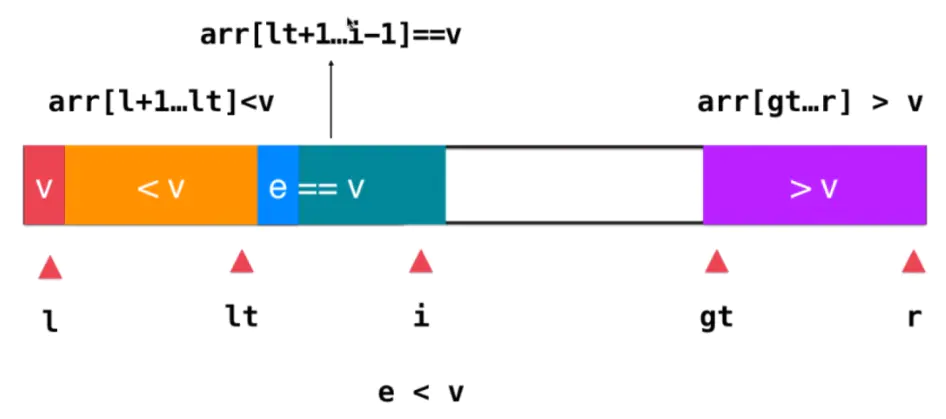 arr[lt+1…i-1]==v
arr[l+1…lt]<v
arr[gt…r] > v
v
< v
e == v
> v
l
lt
i
gt
r
e < v